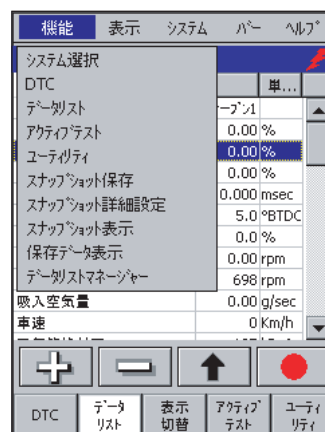 機能 表示 システム バー ヘルプ
システム選択
DTC
データリスト
アクティブテスト
ユーティリティ
スナップショット保存
スナップショット詳細設定
スナップショット表示
保存データ表示
データリストマネージャー
単...
ープン1
0.00 %
0.00 %
0.00 %
0.000 msec
5.0 °BTDC
0.0 %
0.00 rpm
698 rpm
吸入空気量 0.00 g/sec
車速 0 Km/h
DTC
データ
リスト
表示
切替
アクティブ
テスト
ユーティ
リティ